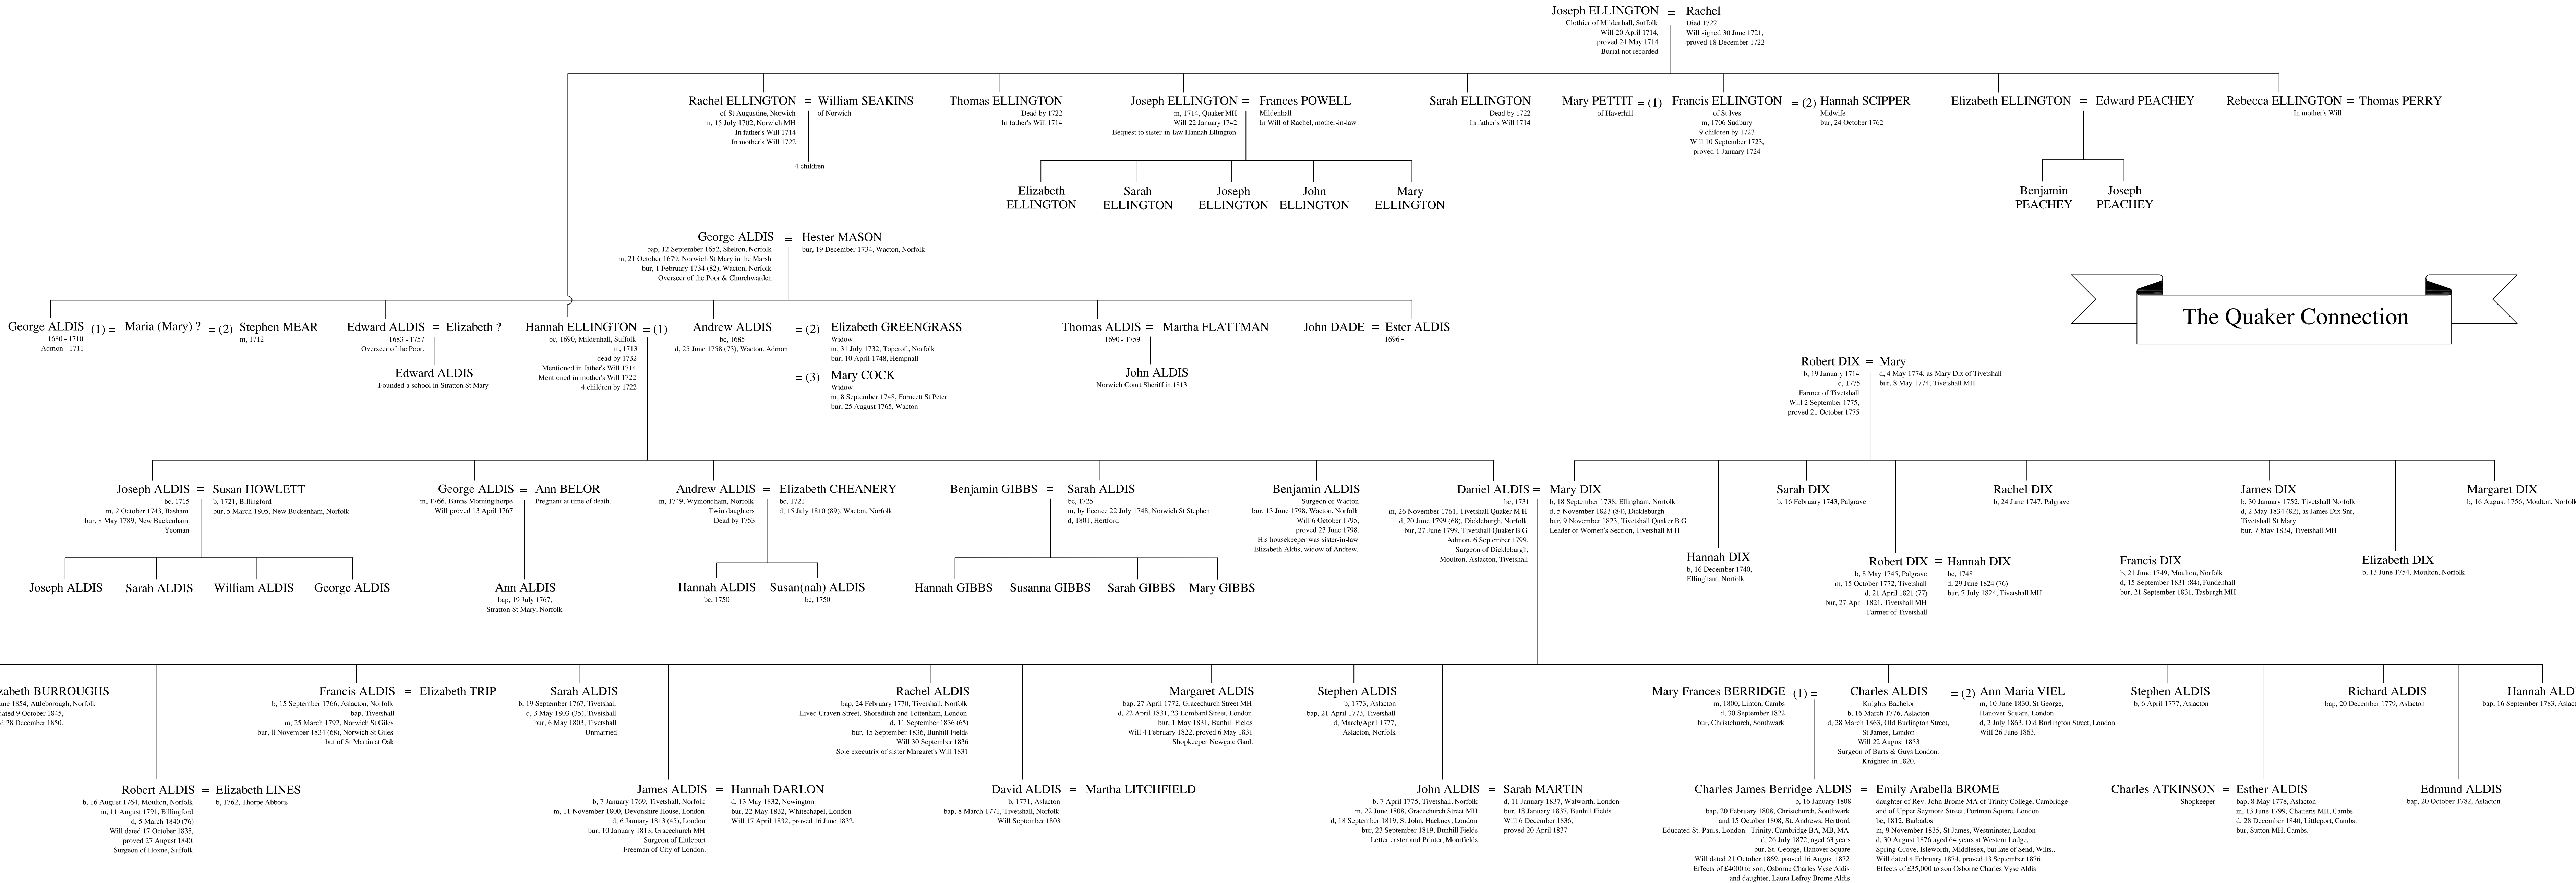 Joseph ELLINGTON = Rachel
Clothier of Mildenhall, Suffolk
Will 20 April 1714,
proved 24 May 1714
Burial not recorded
Died 1722
Will signed 30 June 1721,
proved 18 December 1722
Rachel ELLINGTON = William SEAKINS
of St Augustine, Norwich
m, 15 July 1702, Norwich MH
In father's Will 1714
In mother's Will 1722
of Norwich
4 children
Thomas ELLINGTON
Dead by 1722
In father's Will 1714
Joseph ELLINGTON = Frances POWELL
m, 1714, Quaker MH
Will 22 January 1742
Bequest to sister-in-law Hannah Ellington
Mildenhall
In Will of Rachel, mother-in-law
Sarah ELLINGTON
Dead by 1722
In father's Will 1714
Mary PETTIT = (1) Francis ELLINGTON = (2) Hannah SCIPPER
of Haverhill
of St Ives
m, 1706 Sudbury
9 children by 1723
Will 10 September 1723,
proved 1 January 1724
Midwife
bur, 24 October 1762
Elizabeth ELLINGTON = Edward PEACHEY
Rebecca ELLINGTON = Thomas PERRY
In mother's Will
Elizabeth
ELLINGTON
Sarah
ELLINGTON
Joseph
ELLINGTON
John
ELLINGTON
Mary
ELLINGTON
Benjamin
PEACHEY
Joseph
PEACHEY
George ALDIS = Hester MASON
bap, 12 September 1652, Shelton, Norfolk
m, 21 October 1679, Norwich St Mary in the Marsh
bur, 1 February 1734 (82), Wacton, Norfolk
Overseer of the Poor & Churchwarden
bur, 19 December 1734, Wacton, Norfolk
The Quaker Connection
George ALDIS (1) = Maria (Mary) ? = (2) Stephen MEAR
1680 - 1710
Admon - 1711
m, 1712
Edward ALDIS = Elizabeth ?
1683 - 1757
Overseer of the Poor.
Edward ALDIS
Founded a school in Stratton St Mary
Hannah ELLINGTON = (1) Andrew ALDIS = (2) Elizabeth GREENGRASS
bc, 1690, Mildenhall, Suffolk
m, 1713
dead by 1732
Mentioned in father's Will 1714
Mentioned in mother's Will 1722
4 children by 1722
bc, 1685
d, 25 June 1758 (73), Wacton. Admon
Widow
m, 31 July 1732, Topcroft, Norfolk
bur, 10 April 1748, Hempnall
= (3) Mary COCK
Widow
m, 8 September 1748, Forncett St Peter
bur, 25 August 1765, Wacton
Thomas ALDIS = Martha FLATTMAN
1690 - 1759
John ALDIS
Norwich Court Sheriff in 1813
John DADE = Ester ALDIS
1696 -
Robert DIX = Mary
b, 19 January 1714
d, 1775
Farmer of Tivetshall
Will 2 September 1775,
proved 21 October 1775
d, 4 May 1774, as Mary Dix of Tivetshall
bur, 8 May 1774, Tivetshall MH
Joseph ALDIS = Susan HOWLETT
bc, 1715
m, 2 October 1743, Basham
bur, 8 May 1789, New Buckenham
Yeoman
b, 1721, Billingford
bur, 5 March 1805, New Buckenham, Norfolk
George ALDIS = Ann BELOR
m, 1766. Banns Morningthorpe
Will proved 13 April 1767
Pregnant at time of death.
Andrew ALDIS = Elizabeth CHEANERY
m, 1749, Wymondham, Norfolk
Twin daughters
Dead by 1753
bc, 1721
d, 15 July 1810 (89), Wacton, Norfolk
Benjamin GIBBS = Sarah ALDIS
bc, 1725
m, by licence 22 July 1748, Norwich St Stephen
d, 1801, Hertford
Benjamin ALDIS
Surgeon of Wacton
bur, 13 June 1798, Wacton, Norfolk
Will 6 October 1795,
proved 23 June 1798.
His housekeeper was sister-in-law
Elizabeth Aldis, widow of Andrew.
Daniel ALDIS = Mary DIX
bc, 1731
m, 26 November 1761, Tivetshall Quaker M H
d, 20 June 1799 (68), Dickleburgh, Norfolk
bur, 27 June 1799, Tivetshall Quaker B G
Admon. 6 September 1799.
Surgeon of Dickleburgh,
Moulton, Aslacton, Tivetshall
b, 18 September 1738, Ellingham, Norfolk
d, 5 November 1823 (84), Dickleburgh
bur, 9 November 1823, Tivetshall Quaker B G
Leader of Women's Section, Tivetshall M H
Sarah DIX
b, 16 February 1743, Palgrave
Rachel DIX
b, 24 June 1747, Palgrave
James DIX
b, 30 January 1752, Tivetshall Norfolk
d, 2 May 1834 (82), as James Dix Snr,
Tivetshall St Mary
bur, 7 May 1834, Tivetshall MH
Margaret DIX
b, 16 August 1756, Moulton, Norfolk
Joseph ALDIS
Sarah ALDIS
William ALDIS
George ALDIS
Ann ALDIS
bap, 19 July 1767,
Stratton St Mary, Norfolk
Hannah ALDIS
bc, 1750
Susan(nah) ALDIS
bc, 1750
Hannah GIBBS
Susanna GIBBS
Sarah GIBBS
Mary GIBBS
Hannah DIX
b, 16 December 1740,
Ellingham, Norfolk
Robert DIX = Hannah DIX
b, 8 May 1745, Palgrave
m, 15 October 1772, Tivetshall
d, 21 April 1821 (77)
bur, 27 April 1821, Tivetshall MH
Farmer of Tivetshall
bc, 1748
d, 29 June 1824 (76)
bur, 7 July 1824, Tivetshall MH
Francis DIX
b, 21 June 1749, Moulton, Norfolk
d, 15 September 1831 (84), Fundenhall
bur, 21 September 1831, Tasburgh MH
Elizabeth DIX
b, 13 June 1754, Moulton, Norfolk
zabeth BURROUGHS
une 1854, Attleborough, Norfolk
dated 9 October 1845,
d 28 December 1850.
Francis ALDIS = Elizabeth TRIP
b, 15 September 1766, Aslacton, Norfolk
bap, Tivetshall
m, 25 March 1792, Norwich St Giles
bur, ll November 1834 (68), Norwich St Giles
but of St Martin at Oak
Sarah ALDIS
b, 19 September 1767, Tivetshall
d, 3 May 1803 (35), Tivetshall
bur, 6 May 1803, Tivetshall
Unmarried
Rachel ALDIS
bap, 24 February 1770, Tivetshall, Norfolk
Lived Craven Street, Shoreditch and Tottenham, London
d, 11 September 1836 (65)
bur, 15 September 1836, Bunhill Fields
Will 30 September 1836
Sole executrix of sister Margaret's Will 1831
Margaret ALDIS
bap, 27 April 1772, Gracechurch Street MH
d, 22 April 1831, 23 Lombard Street, London
bur, 1 May 1831, Bunhill Fields
Will 4 February 1822, proved 6 May 1831
Shopkeeper Newgate Gaol.
Stephen ALDIS
b, 1773, Aslacton
bap, 21 April 1773, Tivetshall
d, March/April 1777,
Aslacton, Norfolk
Mary Frances BERRIDGE (1) = Charles ALDIS = (2) Ann Maria VIEL
m, 1800, Linton, Cambs
d, 30 September 1822
bur, Christchurch, Southwark
Knights Bachelor
b, 16 March 1776, Aslacton
d, 28 March 1863, Old Burlington Street,
St James, London
Will 22 August 1853
Surgeon of Barts & Guys London.
Knighted in 1820.
m, 10 June 1830, St George,
Hanover Square, London
d, 2 July 1863, Old Burlington Street, London
Will 26 June 1863.
Stephen ALDIS
b, 6 April 1777, Aslacton
Richard ALDIS
bap, 20 December 1779, Aslacton
Hannah ALDI
bap, 16 September 1783, Aslact
Robert ALDIS = Elizabeth LINES
b, 16 August 1764, Moulton, Norfolk
m, 11 August 1791, Billingford
d, 5 March 1840 (76)
Will dated 17 October 1835,
proved 27 August 1840.
Surgeon of Hoxne, Suffolk
b, 1762, Thorpe Abbotts
James ALDIS = Hannah DARLON
b, 7 January 1769, Tivetshall, Norfolk
m, 11 November 1800, Devonshire House, London
d, 6 January 1813 (45), London
bur, 10 January 1813, Gracechurch MH
Surgeon of Littleport
Freeman of City of London.
d, 13 May 1832, Newington
bur, 22 May 1832, Whitechapel, London
Will 17 April 1832, proved 16 June 1832.
David ALDIS = Martha LITCHFIELD
b, 1771, Aslacton
bap, 8 March 1771, Tivetshall, Norfolk
Will September 1803
John ALDIS = Sarah MARTIN
b, 7 April 1775, Tivetshall, Norfolk
m, 22 June 1808, Gracechurch Street MH
d, 18 September 1819, St John, Hackney, London
bur, 23 September 1819, Bunhill Fields
Letter caster and Printer, Moorfields
d, 11 January 1837, Walworth, London
bur, 18 January 1837, Bunhill Fields
Will 6 December 1836,
proved 20 April 1837
Charles James Berridge ALDIS = Emily Arabella BROME
b, 16 January 1808
bap, 20 February 1808, Christchurch, Southwark
and 15 October 1808, St. Andrews, Hertford
Educated St. Pauls, London. Trinity, Cambridge BA, MB, MA
d, 26 July 1872, aged 63 years
bur, St. George, Hanover Square
Will dated 21 October 1869, proved 16 August 1872
Effects of £4000 to son, Osborne Charles Vyse Aldis
and daughter, Laura Lefroy Brome Aldis
daughter of Rev. John Brome MA of Trinity College, Cambridge
and of Upper Seymore Street, Portman Square, London
bc, 1812, Barbados
m, 9 November 1835, St James, Westminster, London
d, 30 August 1876 aged 64 years at Western Lodge,
Spring Grove, Isleworth, Middlesex, but late of Send, Wilts..
Will dated 4 February 1874, proved 13 September 1876
Effects of £35,000 to son Osborne Charles Vyse Aldis
Charles ATKINSON = Esther ALDIS
Shopkeeper
bap, 8 May 1778, Aslacton
m, 13 June 1799, Chatteris MH, Cambs.
d, 28 December 1840, Littleport, Cambs.
bur, Sutton MH, Cambs.
Edmund ALDIS
bap, 20 October 1782, Aslacton